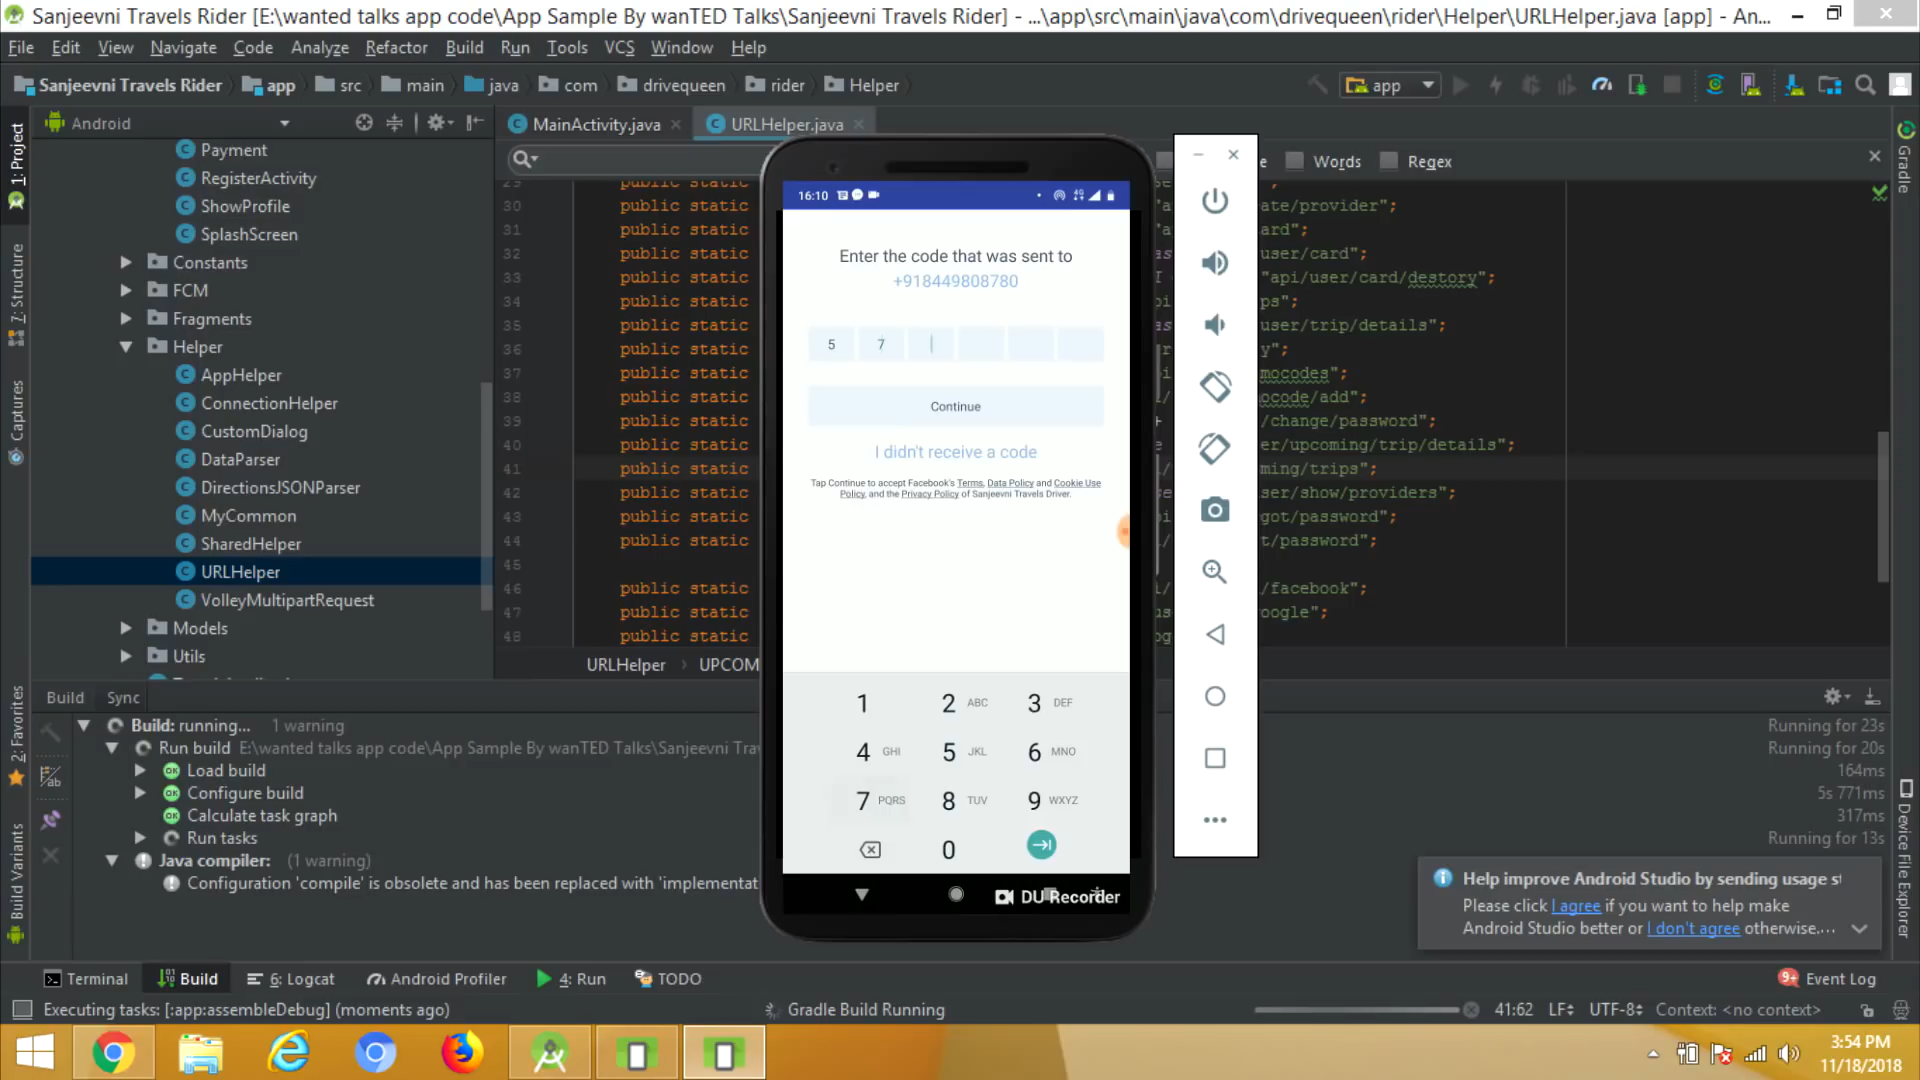 Sanjeevni Travels Rider [E:\wanted talks app code\App Sample By wanTED Talks\Sanjeevni Travels Rider] - ...\app\src\main\java\com\drivequeen\rider\Helper\URLHelper.java [app] - An...
File Edit View Navigate Code Analyze Refactor Build Run Tools VCS Window Help
Sanjeevni Travels Rider app src main java com drivequeen rider Helper
app
Android
MainActivity.java URLHelper.java
Words Regex
1: Project
7: Structure
Captures
2: Favorites
Build Variants
Gradle
Device File Explorer
Payment
RegisterActivity
ShowProfile
SplashScreen
Constants
FCM
Fragments
Helper
AppHelper
ConnectionHelper
CustomDialog
DataParser
DirectionsJSONParser
MyCommon
SharedHelper
URLHelper
VolleyMultipartRequest
Models
Utils
29 public static
30 public static ate/provider";
31 public static ard";
32 public static user/card";
33 public static "api/user/card/destory";
34 public static ps";
35 public static user/trip/details";
36 public static y";
37 public static mocodes";
38 public static mocode/add";
39 public static + /change/password";
40 public static er/upcoming/trip/details";
41 public static ming/trips";
42 public static ser/show/providers";
43 public static got/password";
44 public static t/password";
45
46 public static /facebook";
47 public static oogle";
48 public static
URLHelper UPCOM
16:10
Enter the code that was sent to
+918449808780
5 7
Continue
I didn't receive a code
Tap Continue to accept Facebook's Terms, Data Policy and Cookie Use
Policy, and the Privacy Policy of Sanjeevni Travels Driver.
1 2 ABC 3 DEF
4 GHI 5 JKL 6 MNO
7 PQRS 8 TUV 9 WXYZ
0
DU Recorder
Build Sync
Build: running... 1 warning Running for 23s
Run build E:\wanted talks app code\App Sample By wanTED Talks\Sanjeevni Tra Running for 20s
Load build 164ms
Configure build 5s 771ms
Calculate task graph 317ms
Run tasks Running for 13s
Java compiler: (1 warning)
Configuration 'compile' is obsolete and has been replaced with 'implementat
Help improve Android Studio by sending usage st
Please click I agree if you want to help make
Android Studio better or I don't agree otherwise....
Terminal Build 6: Logcat Android Profiler 4: Run TODO 9+ Event Log
Executing tasks: [:app:assembleDebug] (moments ago) Gradle Build Running 41:62 LF UTF-8 Context: <no context>
3:54 PM
11/18/2018